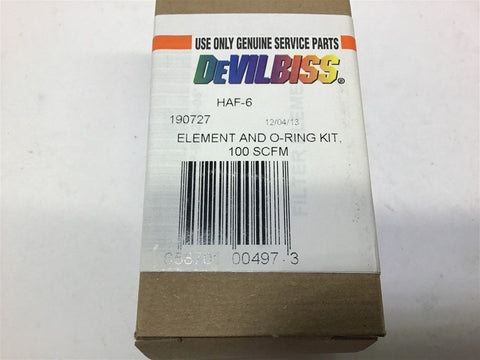 USE ONLY GENUINE SERVICE PARTS
DEVILBISS®
HAF-6
190727 12/04/13
ELEMENT AND O-RING KIT,
100 SCFM
00497 3